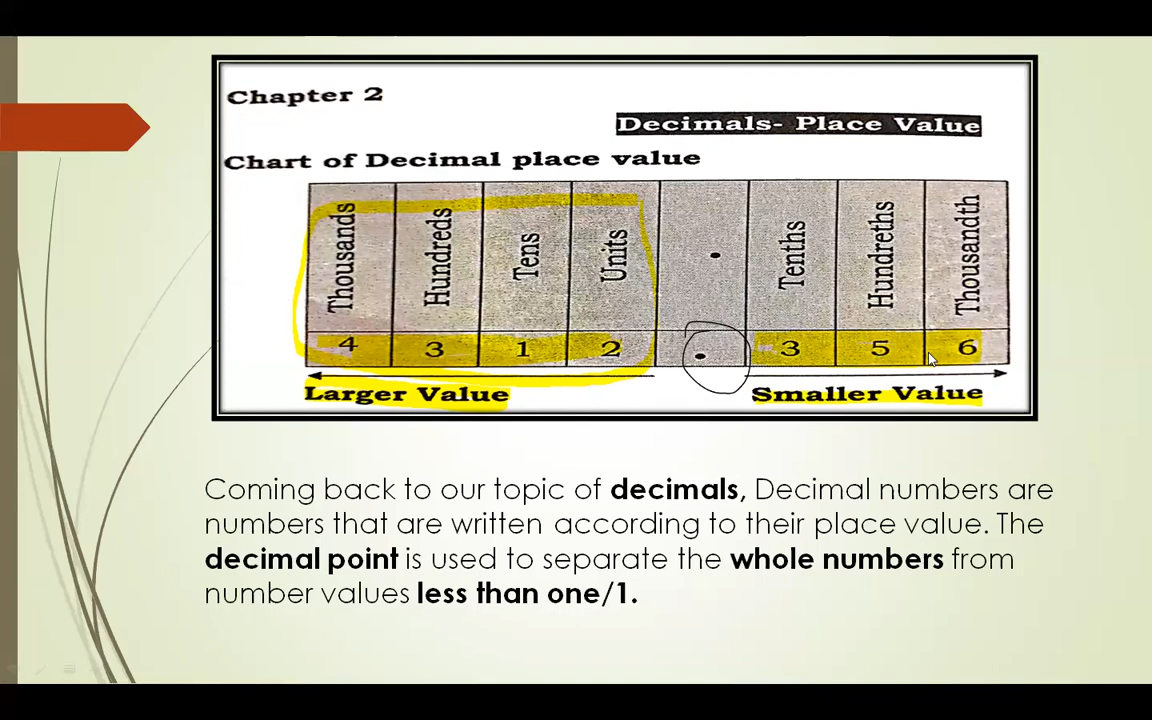 Chapter 2
Decimals- Place Value
Chart of Decimal place value
Thousands Hundreds Tens Units . Tenths Hundreths Thousandth
4 3 1 2 . 3 5 6
Larger Value Smaller Value
Coming back to our topic of decimals, Decimal numbers are
numbers that are written according to their place value. The
decimal point is used to separate the whole numbers from
number values less than one/1.